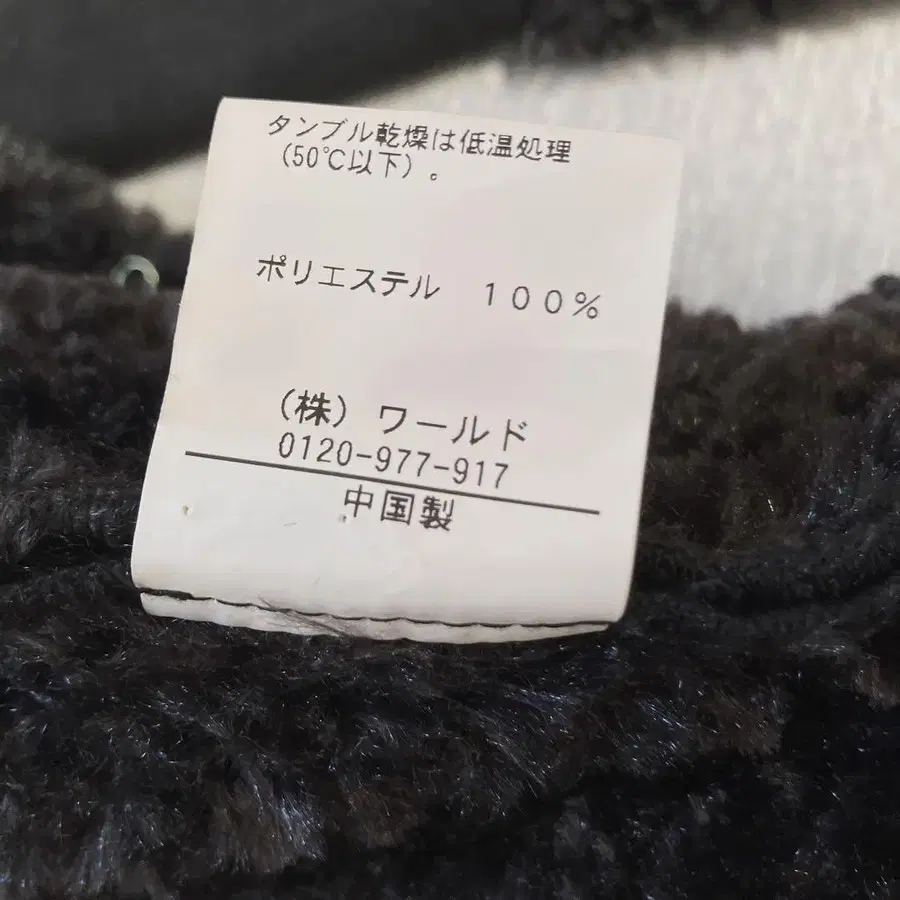 タンブル乾燥は低温処理
（50℃以下）。
ポリエステル　１００％
（株）ワールド
0120-977-917
中国製